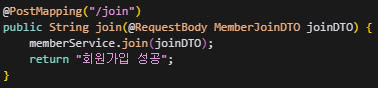 @PostMapping("/join")
public String join(@RequestBody MemberJoinDTO joinDTO) {
    memberService.join(joinDTO);
    return "회원가입 성공";
}